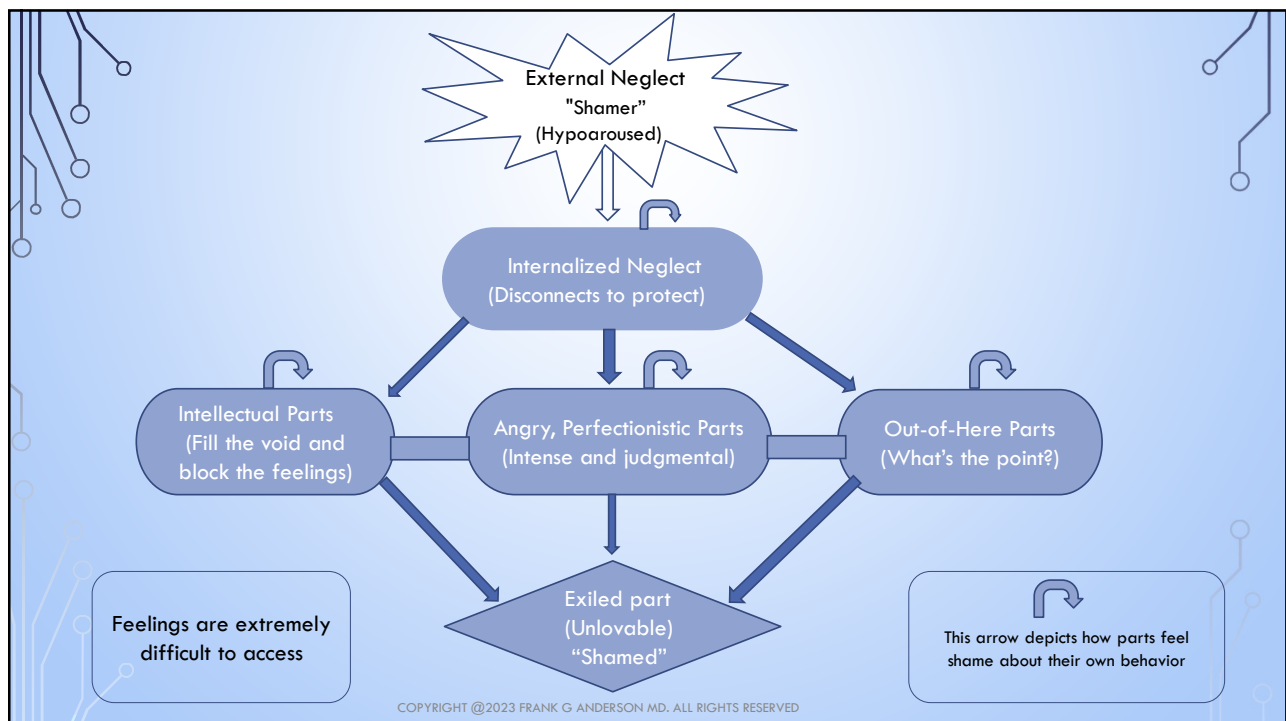 External Neglect
"Shamer”
(Hypoaroused)
Internalized Neglect
(Disconnects to protect)
Intellectual Parts
(Fill the void and
block the feelings)
Angry, Perfectionistic Parts
(Intense and judgmental)
Out-of-Here Parts
(What’s the point?)
Exiled part
(Unlovable)
“Shamed”
Feelings are extremely
difficult to access
This arrow depicts how parts feel
shame about their own behavior
COPYRIGHT @2023 FRANK G ANDERSON MD. ALL RIGHTS RESERVED